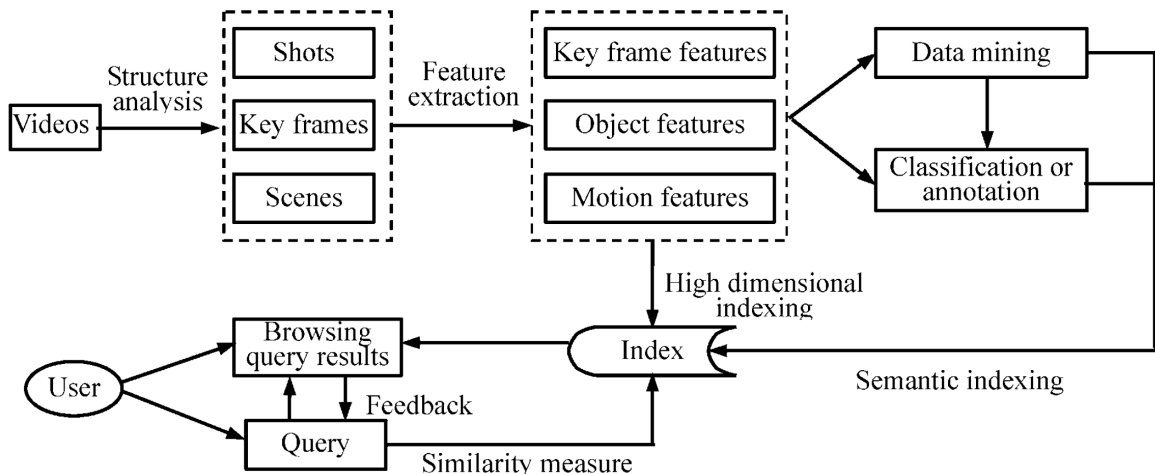 Shots
Key frames
Scenes
Structure
analysis
Videos
Feature
extraction
Key frame features
Object features
Motion features
Data mining
Classification or
annotation
High dimensional
indexing
Browsing
query results
Index
User
Feedback
Semantic indexing
Query
Similarity measure